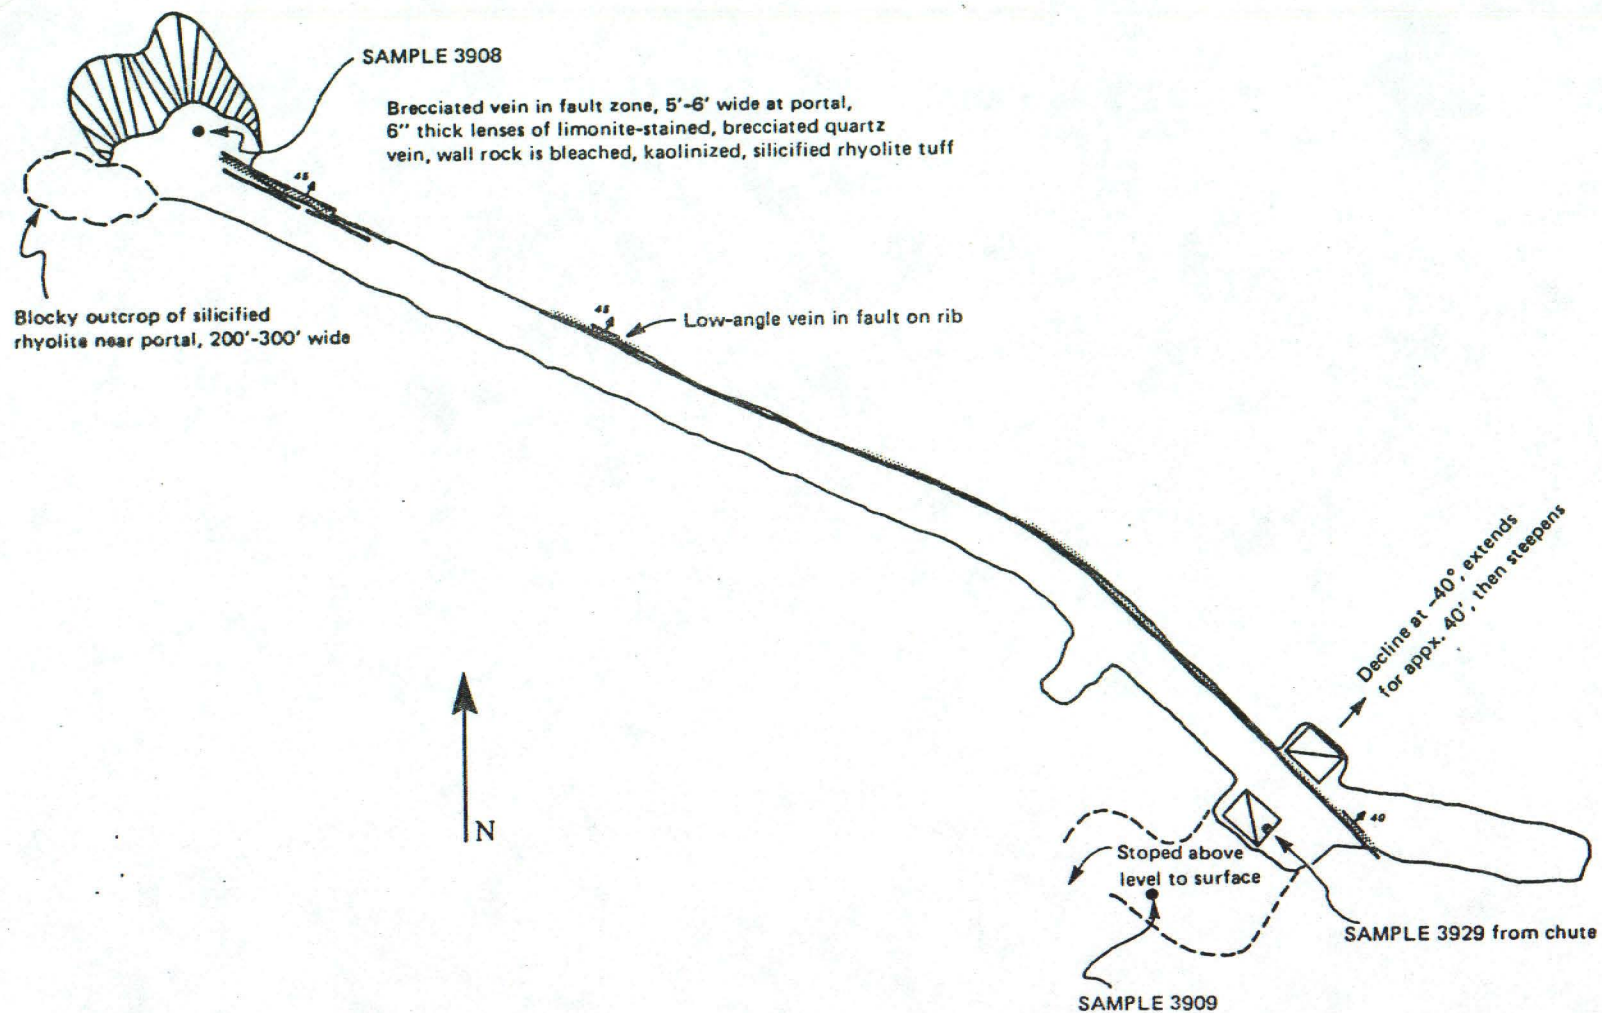 SAMPLE 3908
Brecciated vein in fault zone, 5'-6' wide at portal,
6" thick lenses of limonite-stained, brecciated quartz
vein, wall rock is bleached, kaolinized, silicified rhyolite tuff
45
Blocky outcrop of silicified
rhyolite near portal, 200'-300' wide
45
Low-angle vein in fault on rib
Decline at -40°, extends
for appx. 40', then steepens
N
40
Stoped above
level to surface
SAMPLE 3929 from chute
SAMPLE 3909